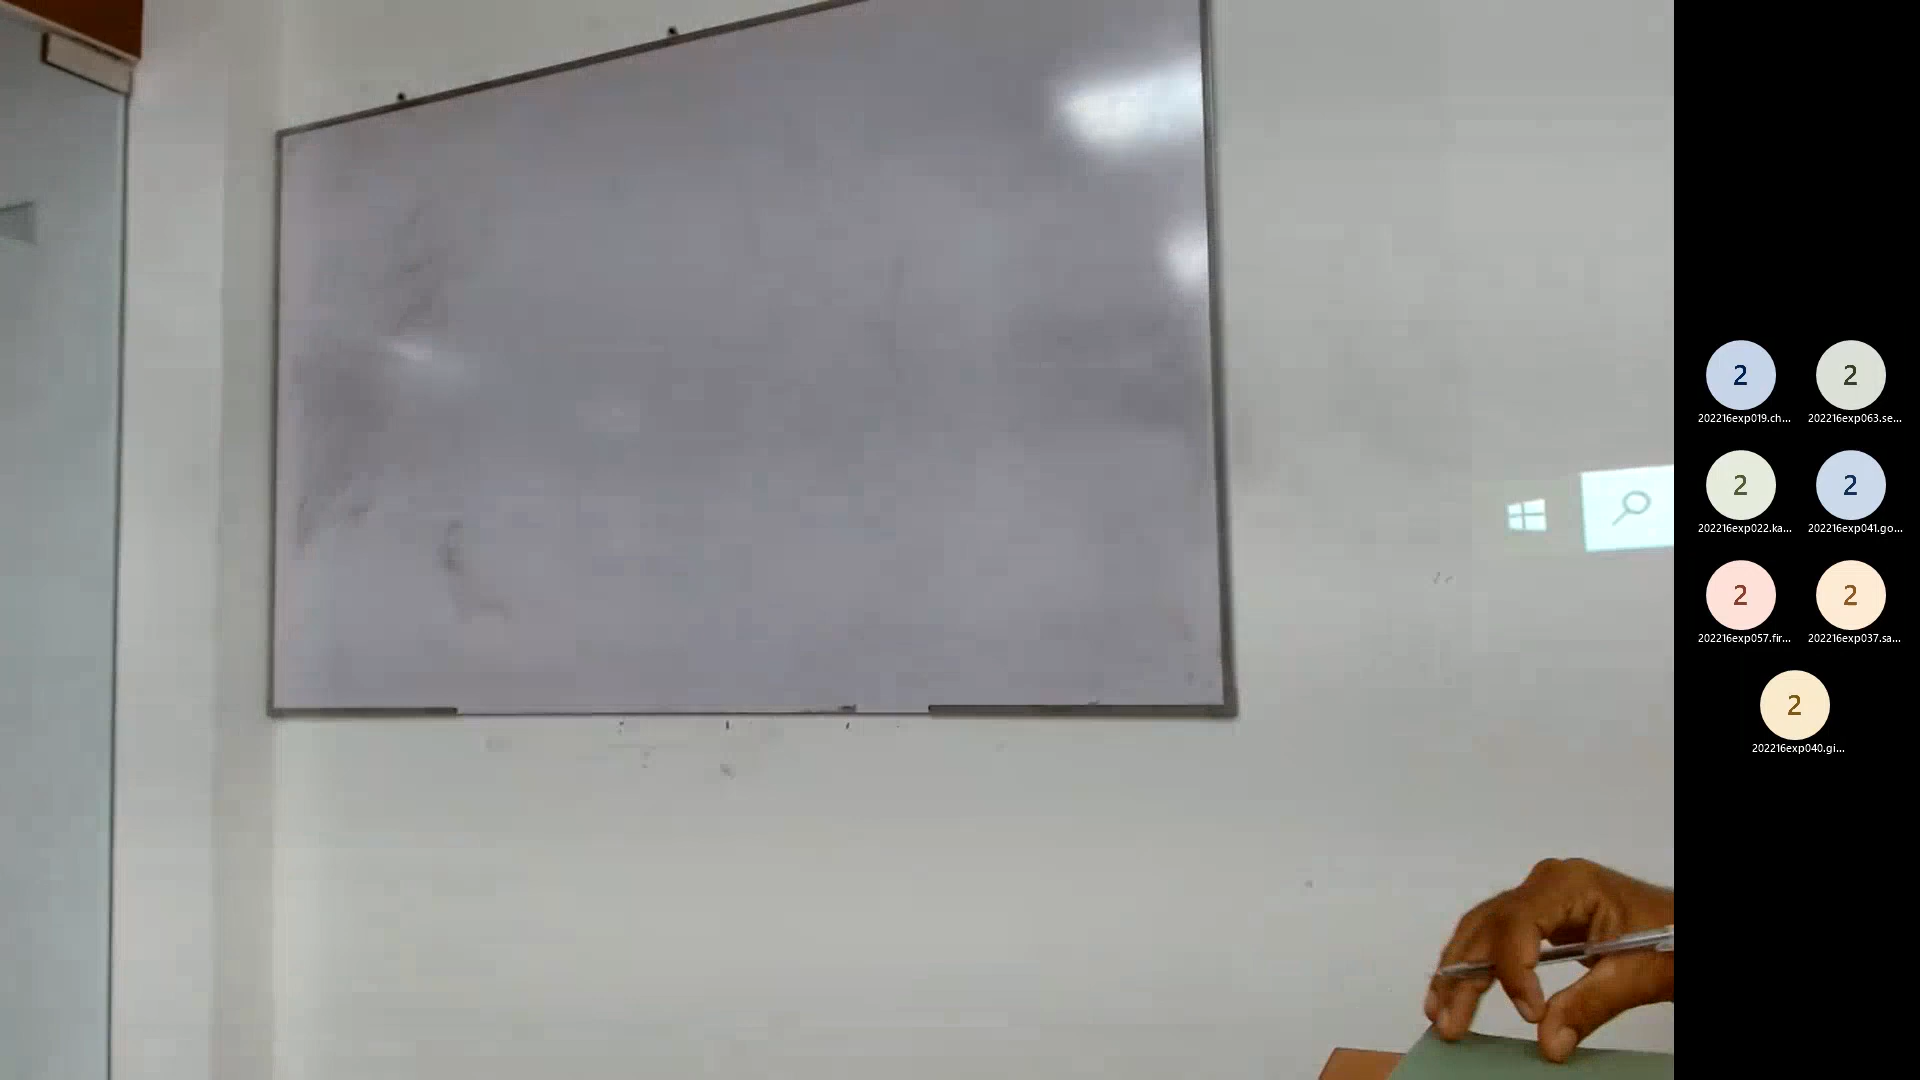 2 2
202216exp019.ch... 202216exp063.se...
2 2
202216exp022.ka... 202216exp041.go...
2 2
202216exp057.fir... 202216exp037.sa...
2
202216exp040.gi...